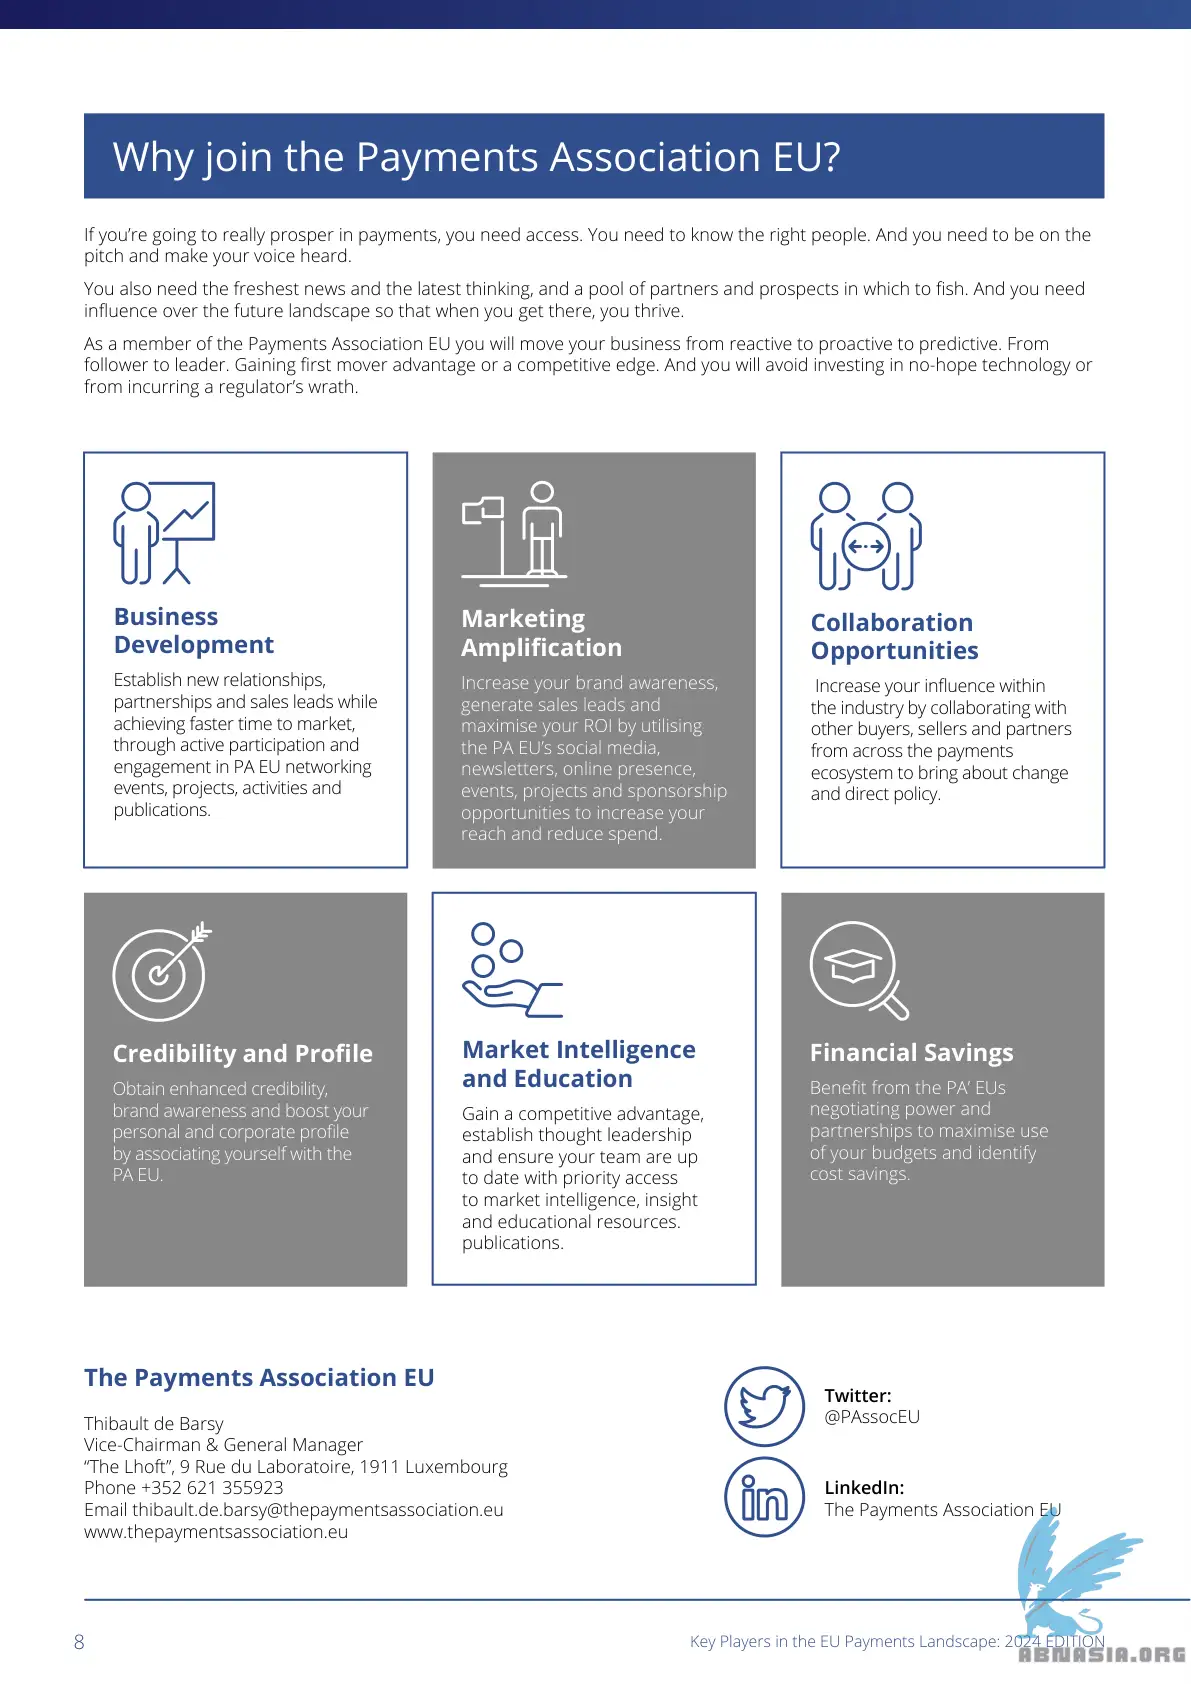 Why join the Payments Association EU?
If you’re going to really prosper in payments, you need access. You need to know the right people. And you need to be on the
pitch and make your voice heard.
You also need the freshest news and the latest thinking, and a pool of partners and prospects in which to fish. And you need
influence over the future landscape so that when you get there, you thrive.
As a member of the Payments Association EU you will move your business from reactive to proactive to predictive. From
follower to leader. Gaining first mover advantage or a competitive edge. And you will avoid investing in no-hope technology or
from incurring a regulator’s wrath.
Business
Development
Establish new relationships,
partnerships and sales leads while
achieving faster time to market,
through active participation and
engagement in PA EU networking
events, projects, activities and
publications.
Marketing
Amplification
Increase your brand awareness,
generate sales leads and
maximise your ROI by utilising
the PA EU’s social media,
newsletters, online presence,
events, projects and sponsorship
opportunities to increase your
reach and reduce spend.
Collaboration
Opportunities
Increase your influence within
the industry by collaborating with
other buyers, sellers and partners
from across the payments
ecosystem to bring about change
and direct policy.
Credibility and Profile
Obtain enhanced credibility,
brand awareness and boost your
personal and corporate profile
by associating yourself with the
PA EU.
Market Intelligence
and Education
Gain a competitive advantage,
establish thought leadership
and ensure your team are up
to date with priority access
to market intelligence, insight
and educational resources.
publications.
Financial Savings
Benefit from the PA’ EUs
negotiating power and
partnerships to maximise use
of your budgets and identify
cost savings.
The Payments Association EU
Thibault de Barsy
Vice-Chairman & General Manager
“The Lhoft”, 9 Rue du Laboratoire, 1911 Luxembourg
Phone +352 621 355923
Email thibault.de.barsy@thepaymentsassociation.eu
www.thepaymentsassociation.eu
Twitter:
@PAssocEU
in
LinkedIn:
The Payments Association EU
8
Key Players in the EU Payments Landscape: 2024 EDITION
ABNASIA.ORG